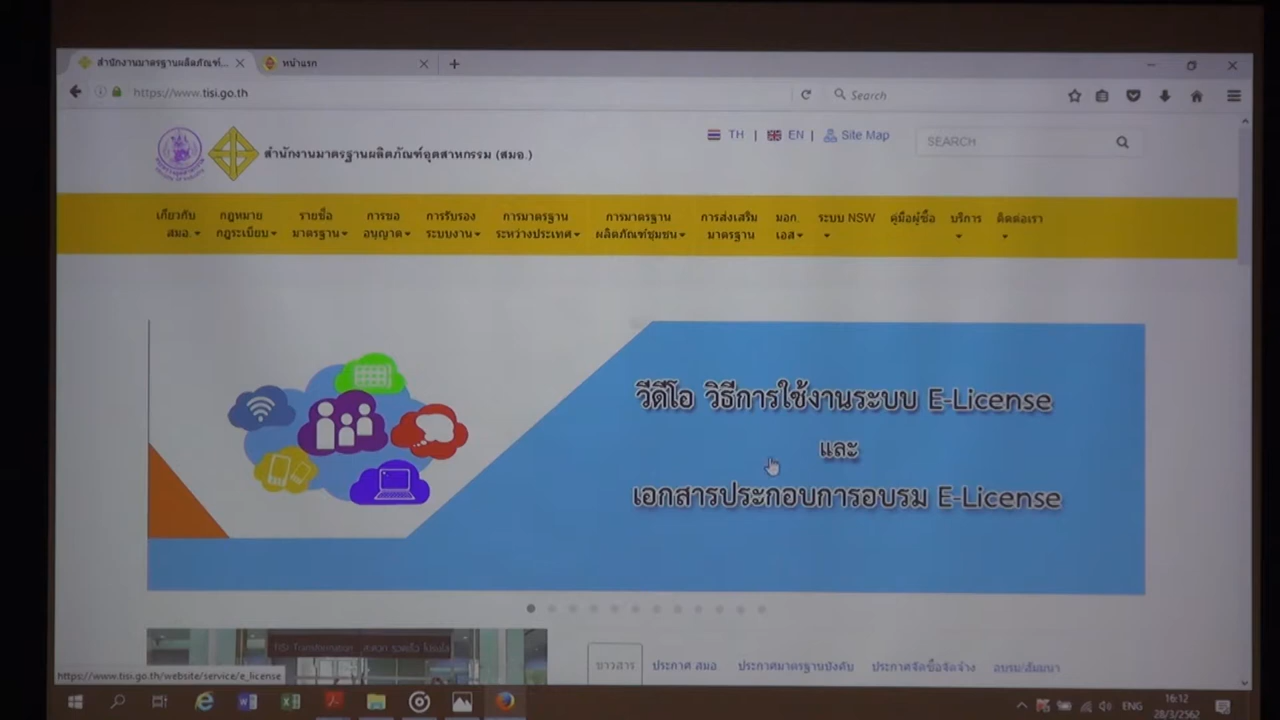 สำนักงานมาตรฐานผลิตภัณฑ์... หน้าแรก
https://www.tisi.go.th Search
TH | EN | Site Map SEARCH
สำนักงานมาตรฐานผลิตภัณฑ์อุตสาหกรรม (สมอ.)
เกี่ยวกับ สมอ. กฎหมาย กฎระเบียบ รายชื่อ มาตรฐาน การขอ อนุญาต การรับรอง ระบบงาน การมาตรฐาน ระหว่างประเทศ การมาตรฐาน ผลิตภัณฑ์ชุมชน การส่งเสริม มาตรฐาน มอก. เอส ระบบ NSW คู่มือผู้ซื้อ บริการ ติดต่อเรา
วีดีโอ วิธีการใช้งานระบบ E-License
และ
เอกสารประกอบการอบรม E-License
TISI Transformation
ข่าวสาร ประกาศ สมอ ประกาศมาตรฐานบังคับ ประกาศจัดซื้อจัดจ้าง อบรม/สัมมนา
https://www.tisi.go.th/website/service/e_license
ENG 16:12
28/3/2562